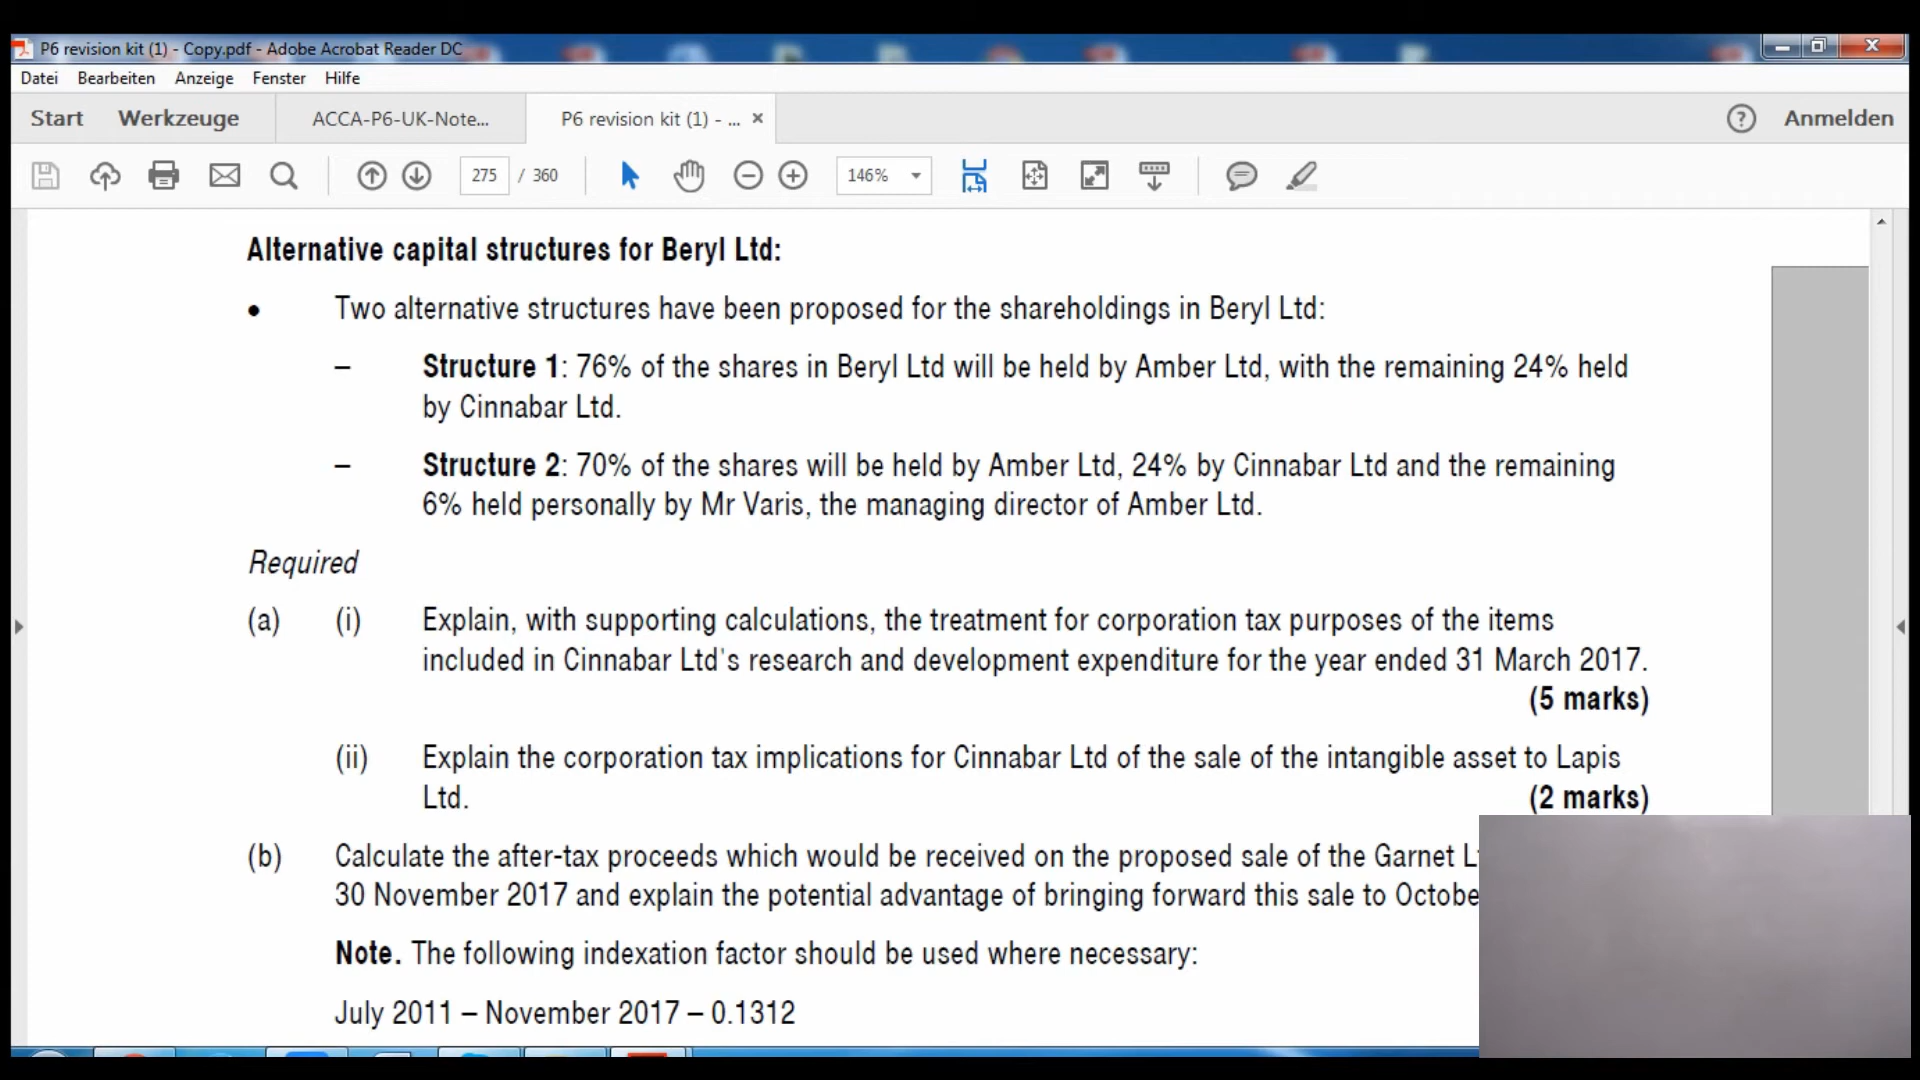 P6 revision kit (1) - Copy.pdf - Adobe Acrobat Reader DC
Datei Bearbeiten Anzeige Fenster Hilfe
Start Werkzeuge ACCA-P6-UK-Note... P6 revision kit (1) - ... × ? Anmelden
275 / 360 146%
Alternative capital structures for Beryl Ltd:
• Two alternative structures have been proposed for the shareholdings in Beryl Ltd:
– Structure 1: 76% of the shares in Beryl Ltd will be held by Amber Ltd, with the remaining 24% held
by Cinnabar Ltd.
– Structure 2: 70% of the shares will be held by Amber Ltd, 24% by Cinnabar Ltd and the remaining
6% held personally by Mr Varis, the managing director of Amber Ltd.
Required
(a) (i) Explain, with supporting calculations, the treatment for corporation tax purposes of the items
included in Cinnabar Ltd's research and development expenditure for the year ended 31 March 2017.
(5 marks)
(ii) Explain the corporation tax implications for Cinnabar Ltd of the sale of the intangible asset to Lapis
Ltd. (2 marks)
(b) Calculate the after-tax proceeds which would be received on the proposed sale of the Garnet L
30 November 2017 and explain the potential advantage of bringing forward this sale to Octobe
Note. The following indexation factor should be used where necessary:
July 2011 – November 2017 – 0.1312